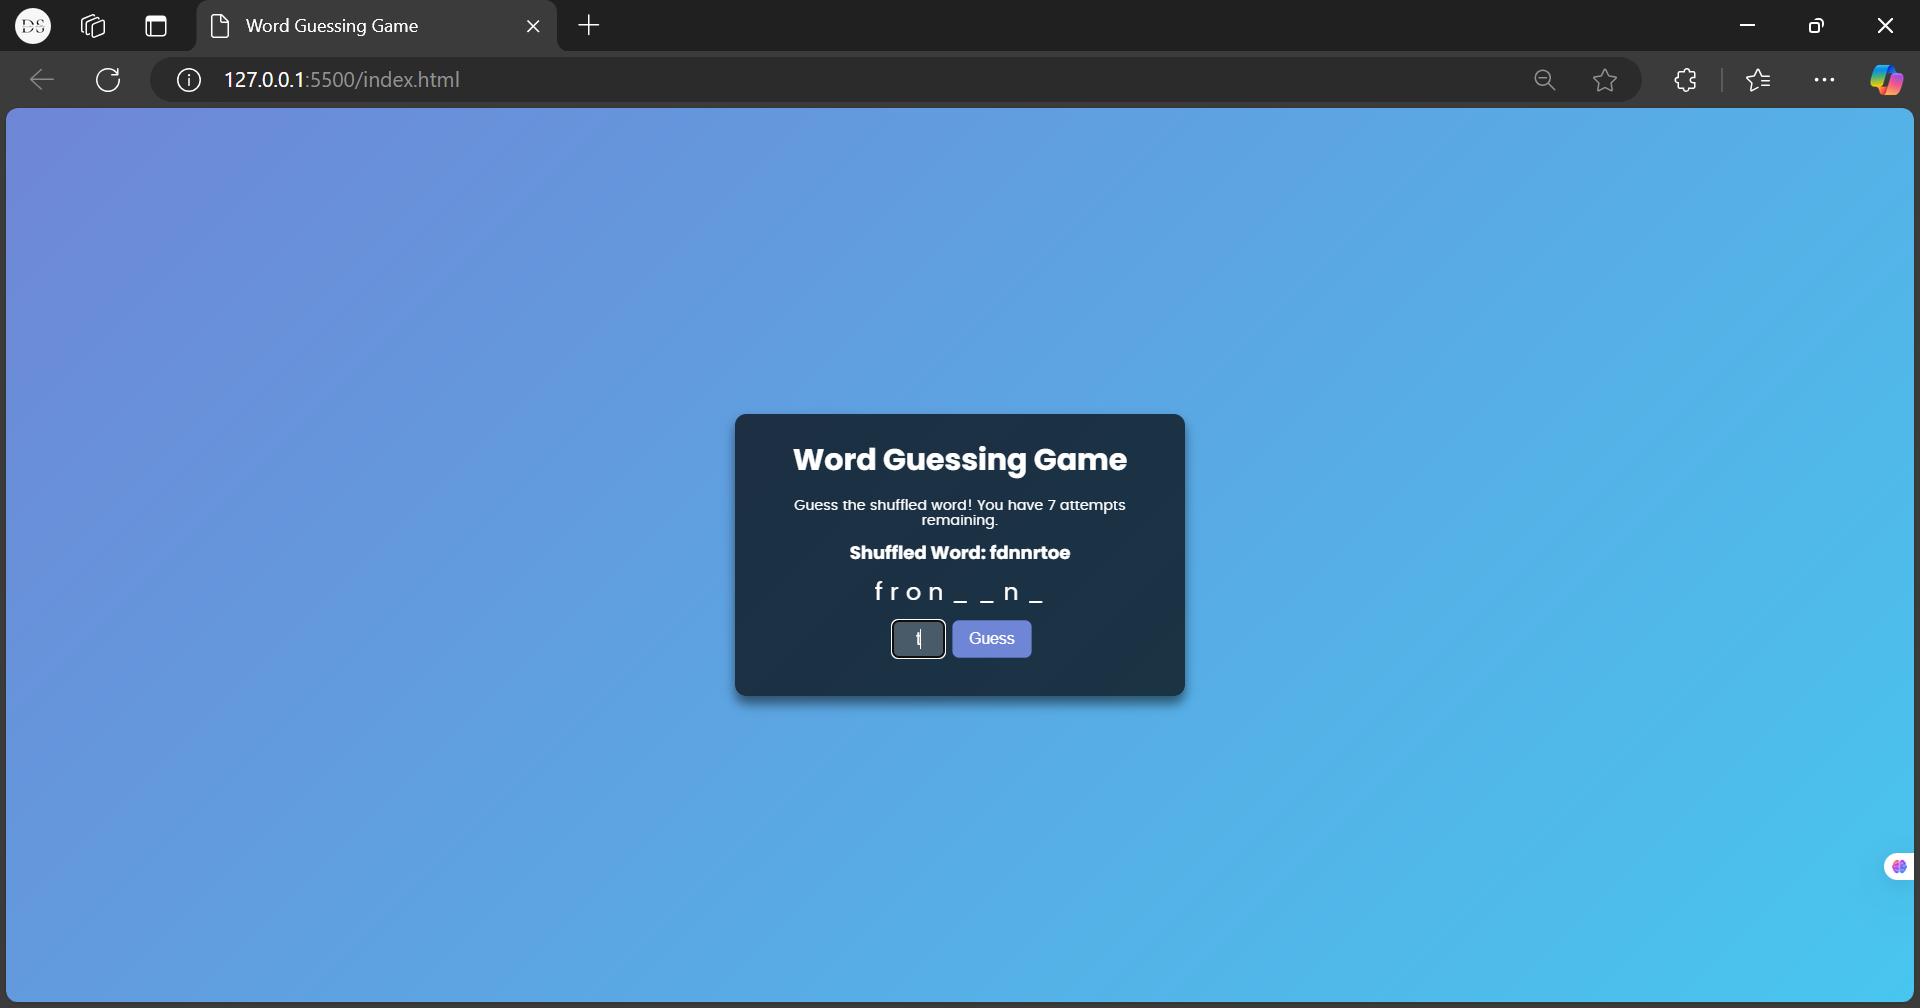 DS
Word Guessing Game
127.0.0.1:5500/index.html
Word Guessing Game
Guess the shuffled word! You have 7 attempts
remaining.
Shuffled Word: fdnnrtoe
f r o n _ _ n _
t Guess